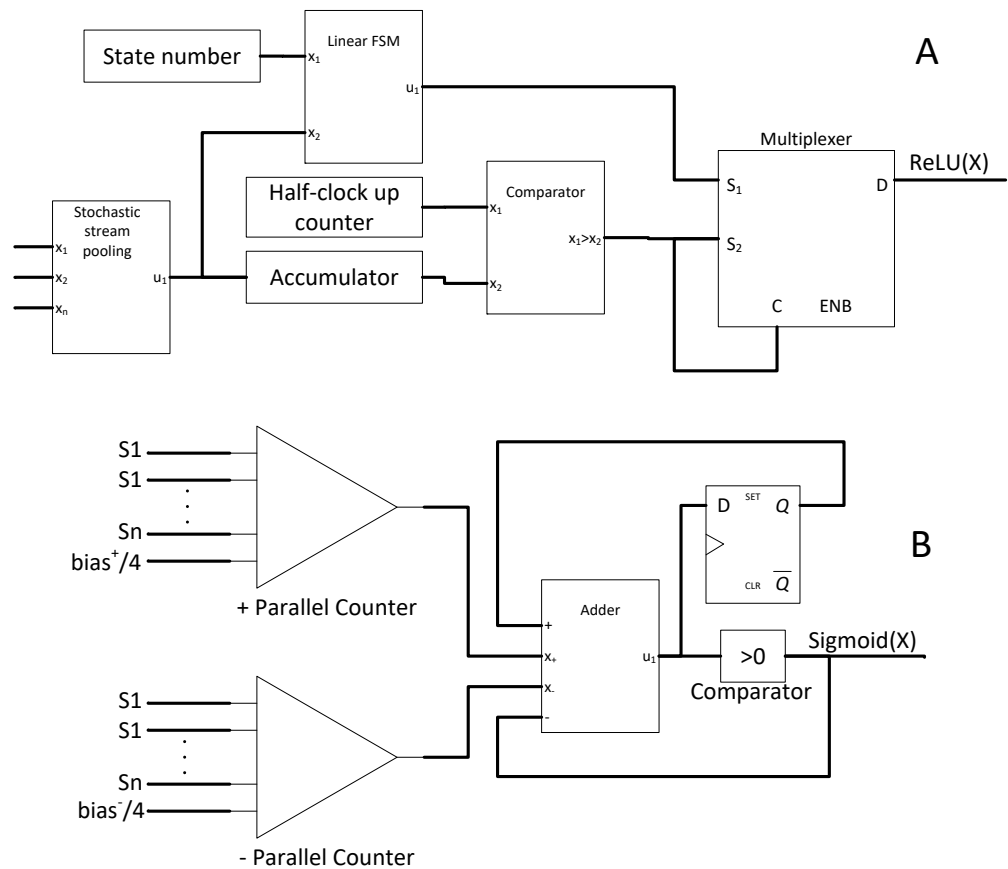 A
Linear FSM
State number
x1
u1
x2
Multiplexer
ReLU(X)
S1
D
S2
C
ENB
Half-clock up
counter
Comparator
x1
x1>x2
x2
Accumulator
Stochastic
stream
pooling
x1
x2
xn
u1
B
S1
S1
Sn
bias+/4
+ Parallel Counter
S1
S1
Sn
bias-/4
- Parallel Counter
Adder
+
x+
x-
-
u1
D
SET
Q
CLR
Q̅
>0
Comparator
Sigmoid(X)